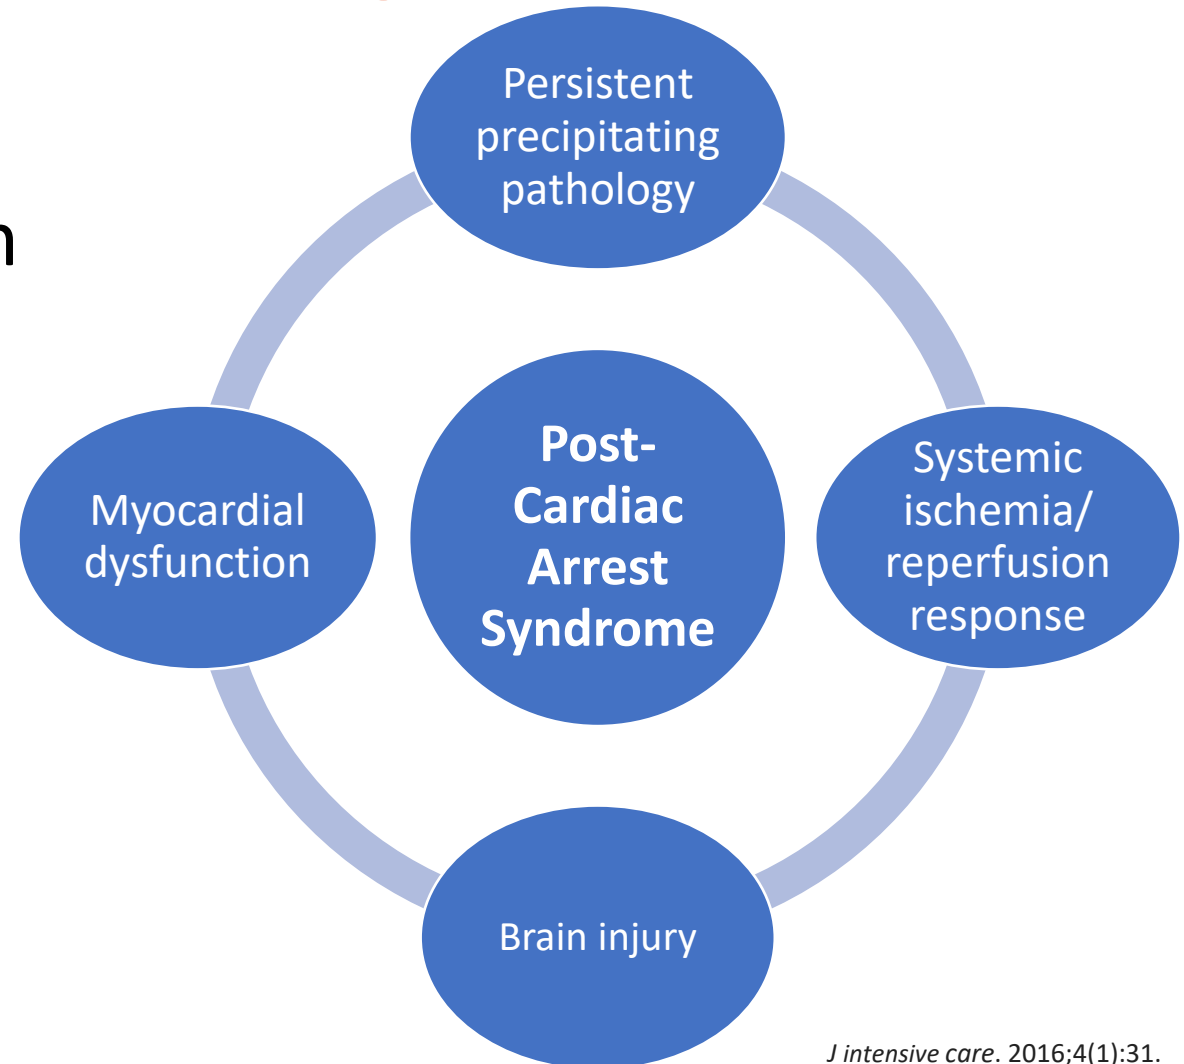 Persistent
precipitating
pathology
n
Myocardial
dysfunction
Post-
Cardiac
Arrest
Syndrome
Systemic
ischemia/
reperfusion
response
Brain injury
J intensive care. 2016;4(1):31.